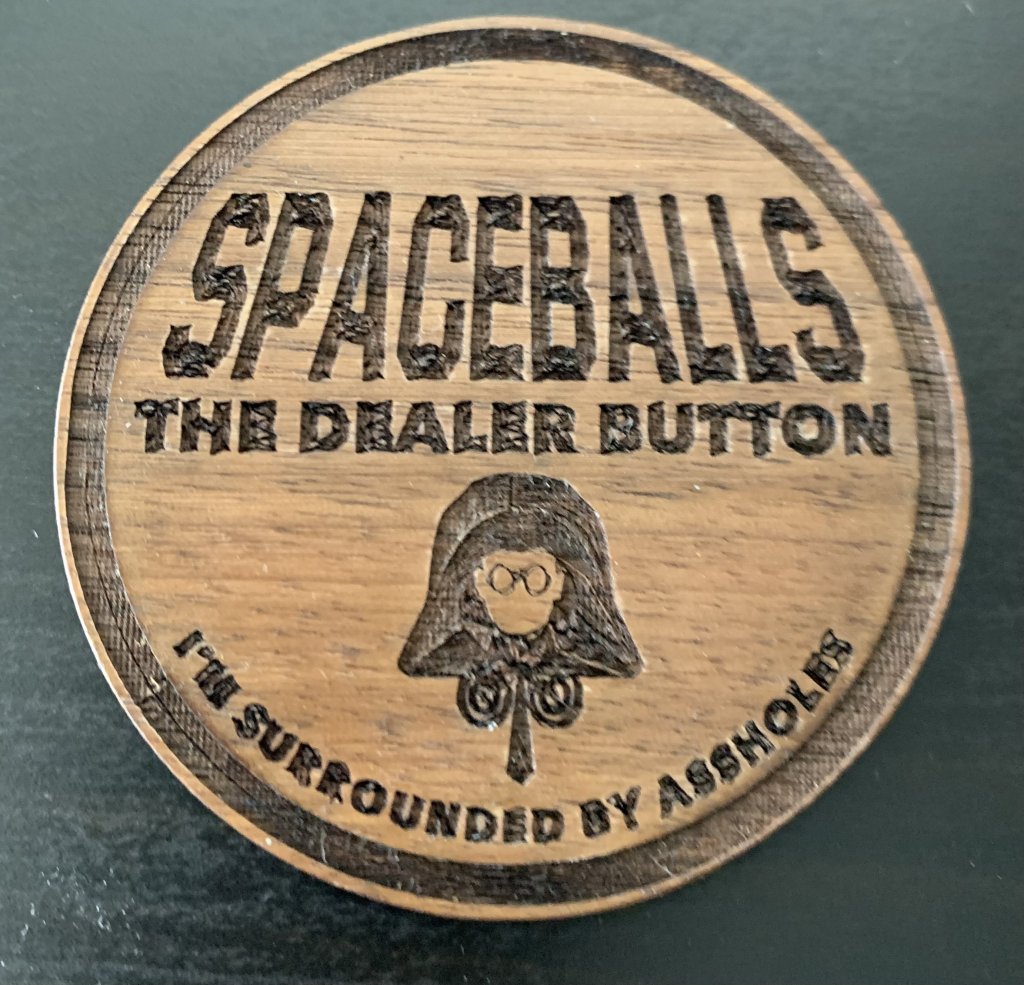 SPACEBALLS
THE DEALER BUTTON
I'M SURROUNDED BY ASSHOLES